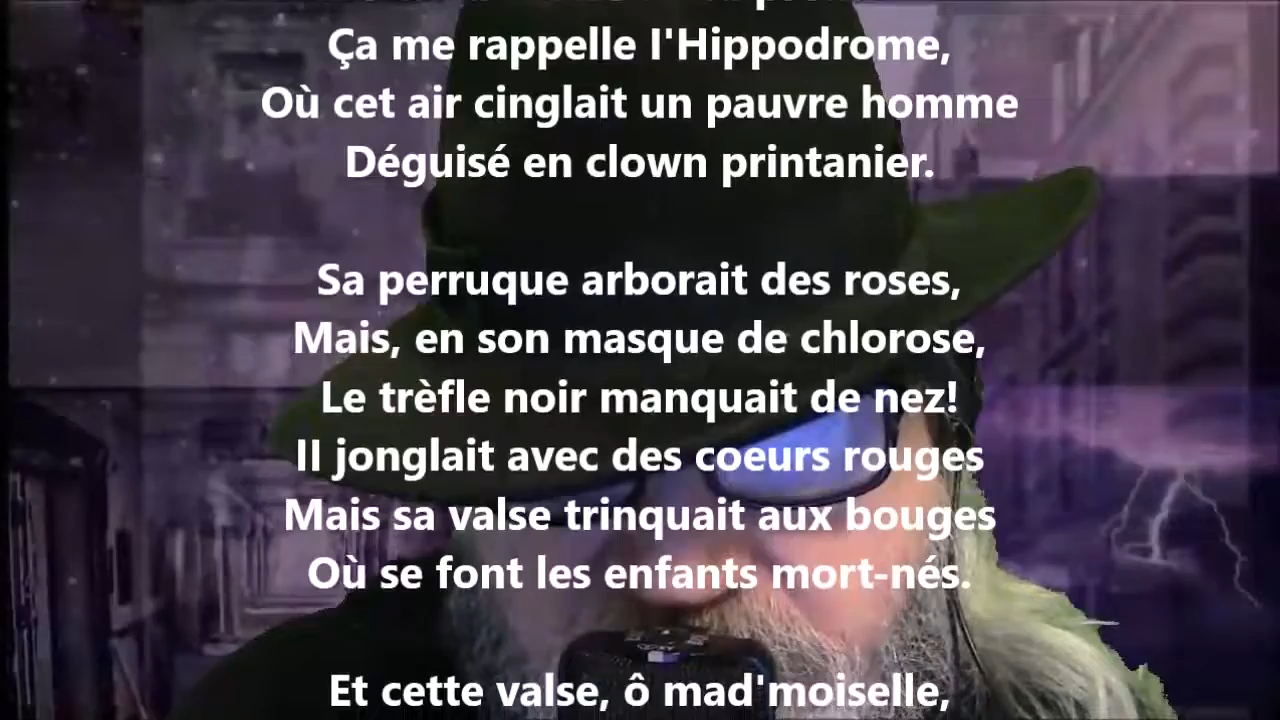 Ça me rappelle l'Hippodrome,
Où cet air cinglait un pauvre homme
Déguisé en clown printanier.
Sa perruque arborait des roses,
Mais, en son masque de chlorose,
Le trèfle noir manquait de nez!
Il jonglait avec des coeurs rouges
Mais sa valse trinquait aux bouges
Où se font les enfants mort-nés.
Et cette valse, ô mad'moiselle,